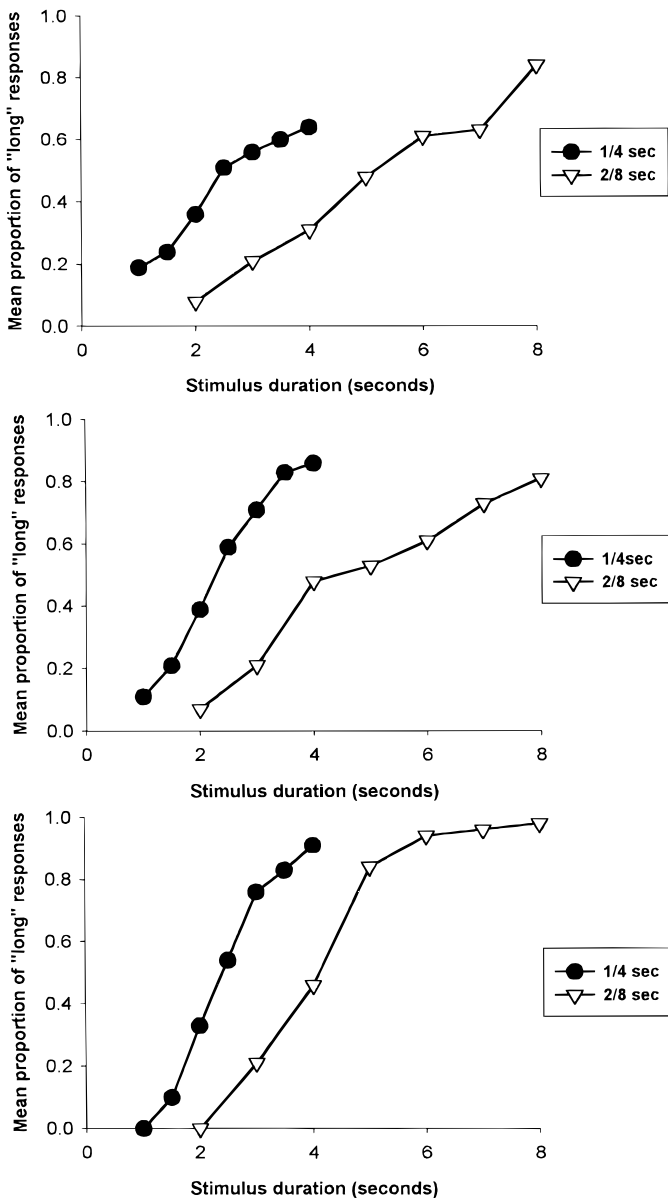 Mean proportion of "long" responses
1.0
0.8
0.6
0.4
0.2
0.0
0
2
4
6
8
Stimulus duration (seconds)
1/4 sec
2/8 sec
Mean proportion of "long" responses
1.0
0.8
0.6
0.4
0.2
0.0
0
2
4
6
8
Stimulus duration (seconds)
1/4sec
2/8 sec
Mean proportion of "long" responses
1.0
0.8
0.6
0.4
0.2
0.0
0
2
4
6
8
Stimulus duration (seconds)
1/4 sec
2/8 sec